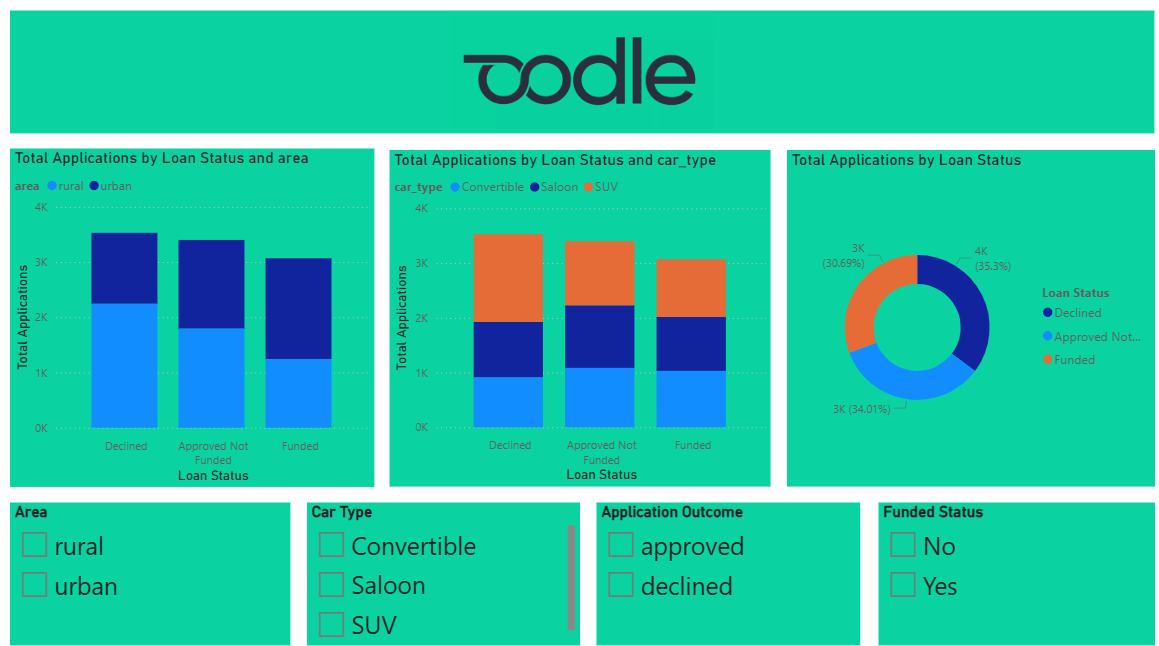 oodle
Total Applications by Loan Status and area
area rural urban
4K
3K
2K
1K
0K
Total Applications
Declined
Approved Not
Funded
Funded
Loan Status
Total Applications by Loan Status and car_type
car_type Convertible Saloon SUV
4K
3K
2K
1K
0K
Total Applications
Declined
Approved Not
Funded
Funded
Loan Status
Total Applications by Loan Status
3K
(30.69%)
4K
(35.3%)
3K (34.01%)
Loan Status
Declined
Approved Not...
Funded
Area
rural
urban
Car Type
Convertible
Saloon
SUV
Application Outcome
approved
declined
Funded Status
No
Yes